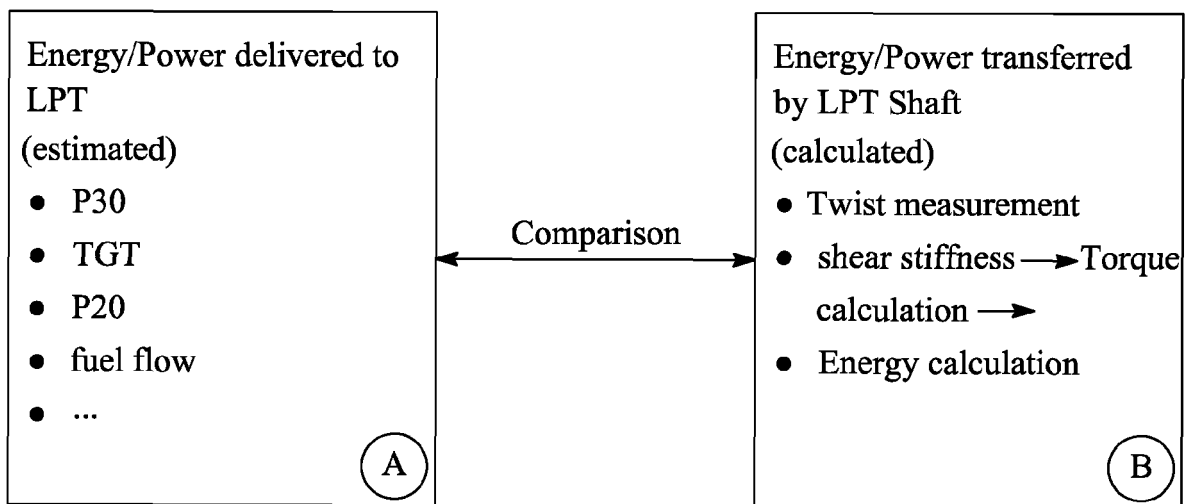 Energy/Power delivered to
LPT
(estimated)
● P30
● TGT
● P20
● fuel flow
● ...
A
Comparison
Energy/Power transferred
by LPT Shaft
(calculated)
● Twist measurement
● shear stiffness → Torque
calculation →
● Energy calculation
B